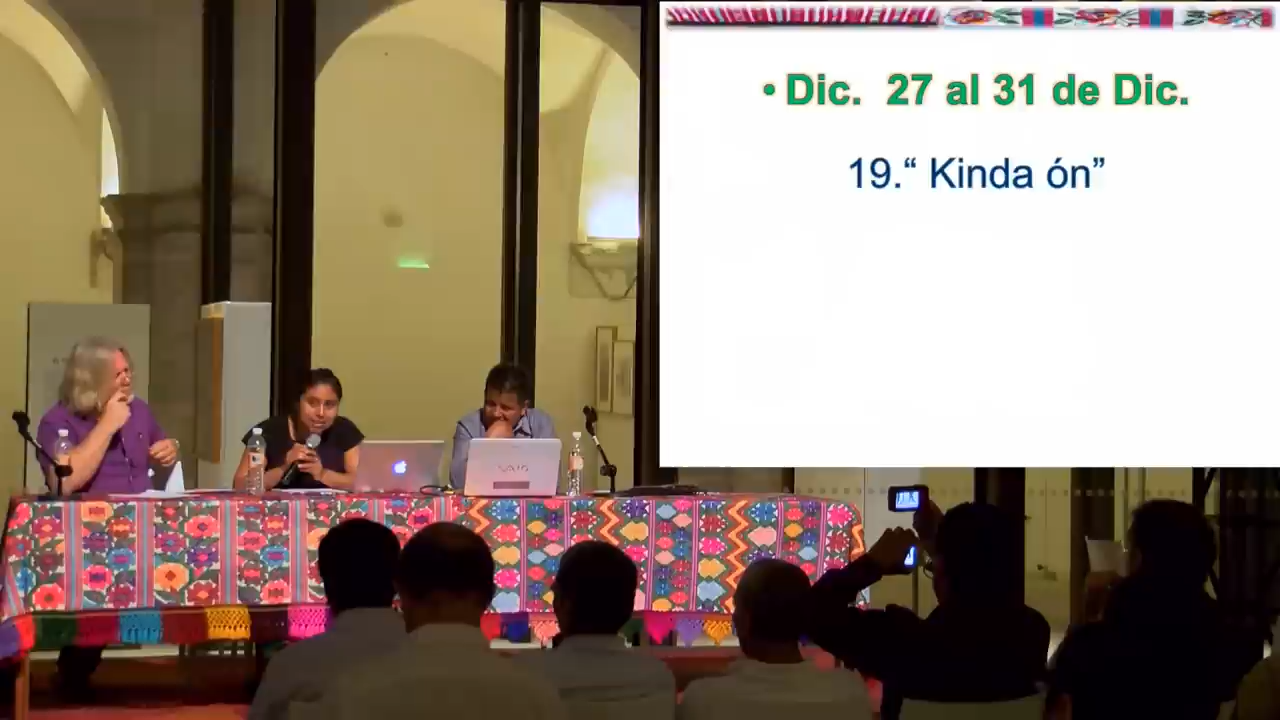 • Dic. 27 al 31 de Dic.
19.“ Kinda ón”
VAIO